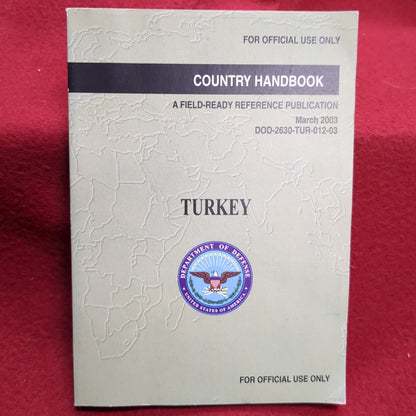 FOR OFFICIAL USE ONLY
COUNTRY HANDBOOK
A FIELD-READY REFERENCE PUBLICATION
March 2003
DOD-2630-TUR-012-03
TURKEY
DEPARTMENT OF DEFENSE
UNITED STATES OF AMERICA
FOR OFFICIAL USE ONLY